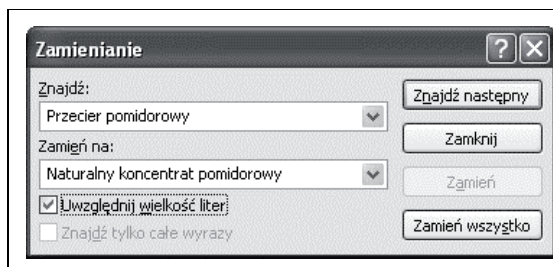 Zamienianie
Znajdź:
Przecier pomidorowy
Zamień na:
Naturalny koncentrat pomidorowy
Uwzględnij wielkość liter
Znajdź tylko całe wyrazy
Znajdź następny
Zamknij
Zamień
Zamień wszystko